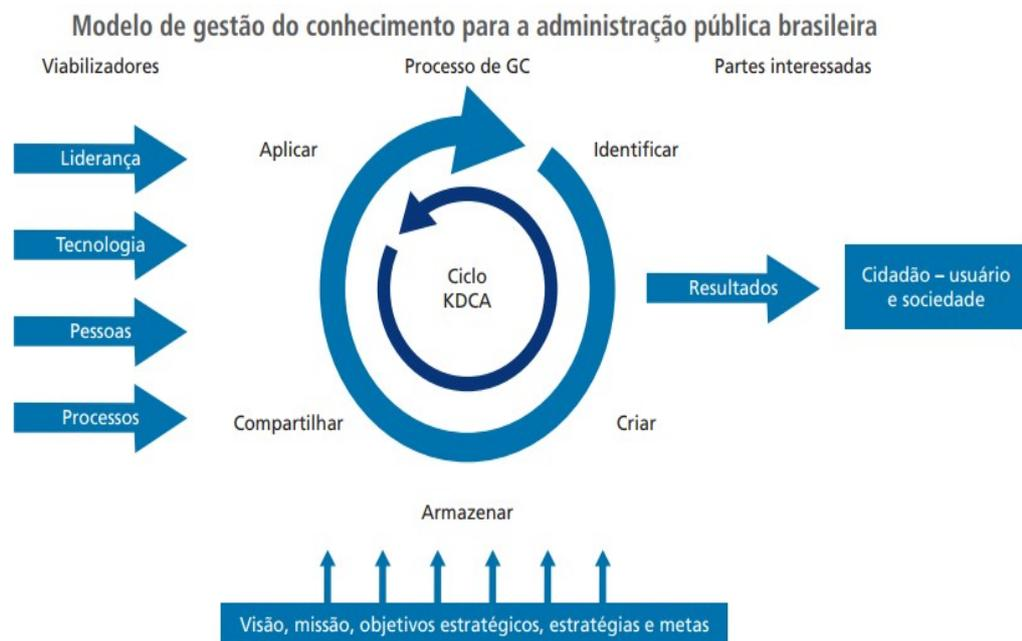 Modelo de gestão do conhecimento para a administração pública brasileira
Viabilizadores
Processo de GC
Partes interessadas
Liderança
Tecnologia
Pessoas
Processos
Aplicar
Identificar
Ciclo
KDCA
Compartilhar
Criar
Armazenar
Resultados
Cidadão – usuário
e sociedade
Visão, missão, objetivos estratégicos, estratégias e metas